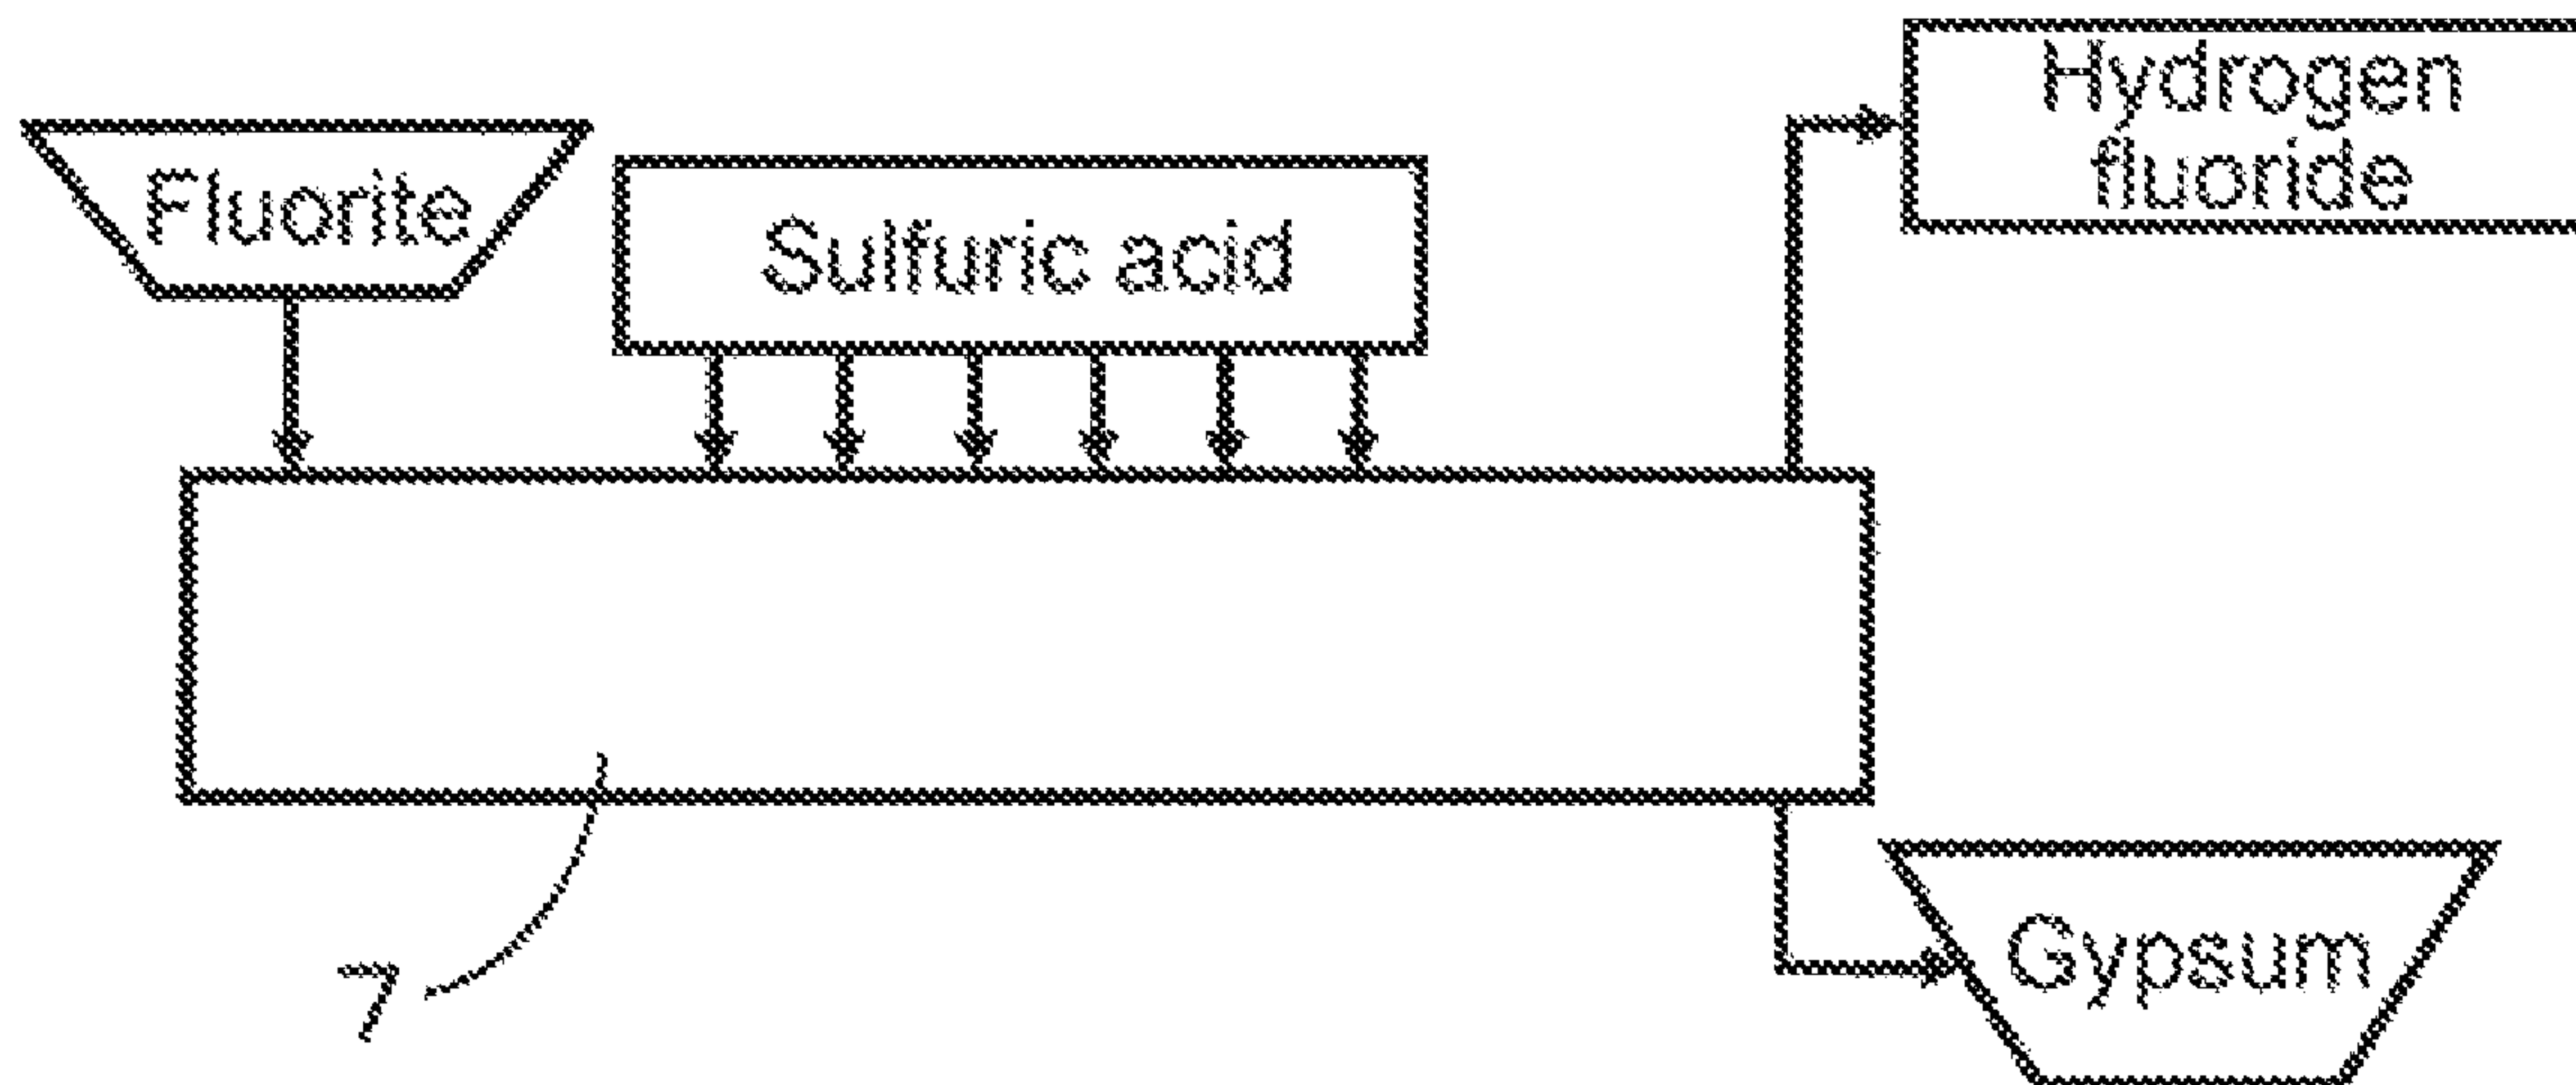 Fluorite
Sulfuric acid
Hydrogen
fluoride
7
Gypsum